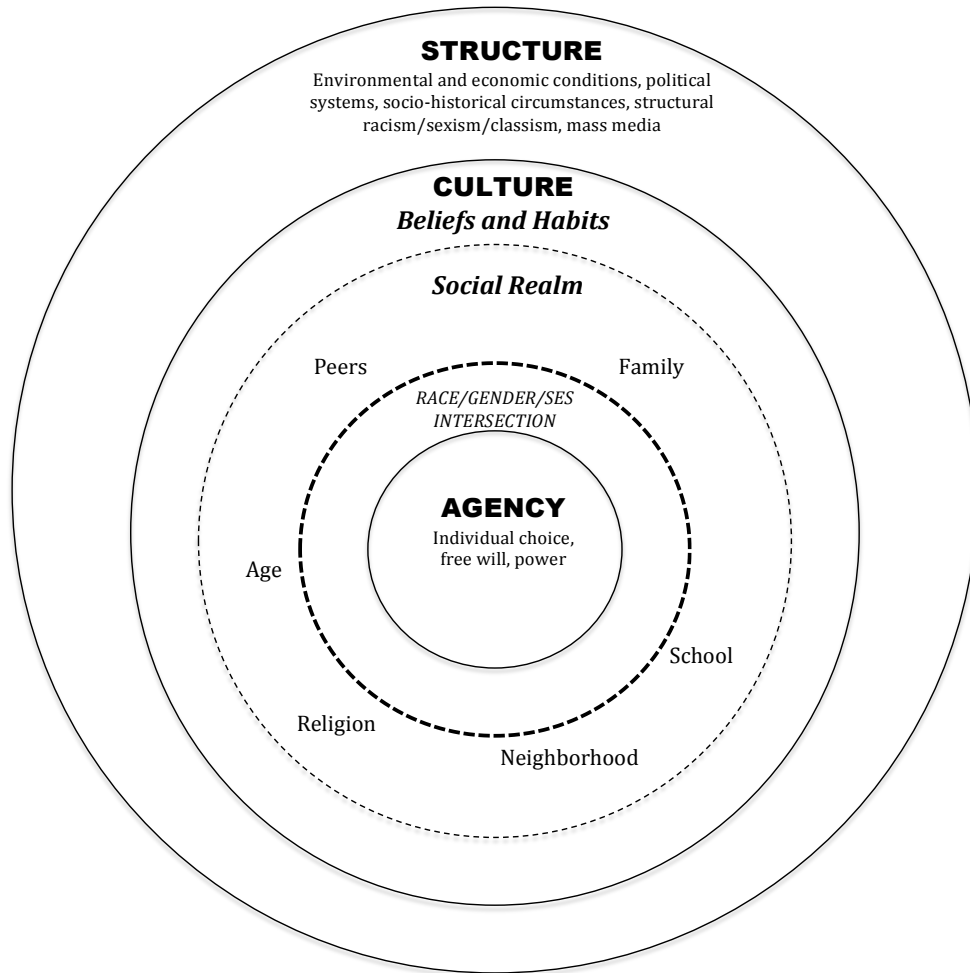 STRUCTURE
Environmental and economic conditions, political
systems, socio-historical circumstances, structural
racism/sexism/classism, mass media
CULTURE
Beliefs and Habits
Social Realm
Peers
Family
RACE/GENDER/SES
INTERSECTION
AGENCY
Individual choice,
free will, power
Age
School
Religion
Neighborhood